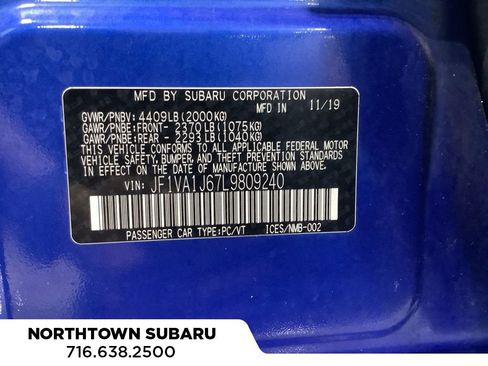 MFD BY SUBARU CORPORATION
GVWR/PNBV: 4409LB(2000KG) 11/19
GAWR/PNBE:FRONT- 2370LB(1075KG)
GAWR/PNBE:REAR - 2293LB(1040KG)
THIS VEHICLE CONFORMS TO ALL APPLICABLE FEDERAL MOTOR
VEHICLE SAFETY, BUMPER, AND THEFT PREVENTION STANDARDS
IN EFFECT ON THE DATE OF MANUFACTURE SHOWN ABOVE.
VIN: JF1VA1J67L9809240
PASSENGER CAR TYPE:PC/VT ICES/NMB-002
NORTHTOWN SUBARU
716.638.2500